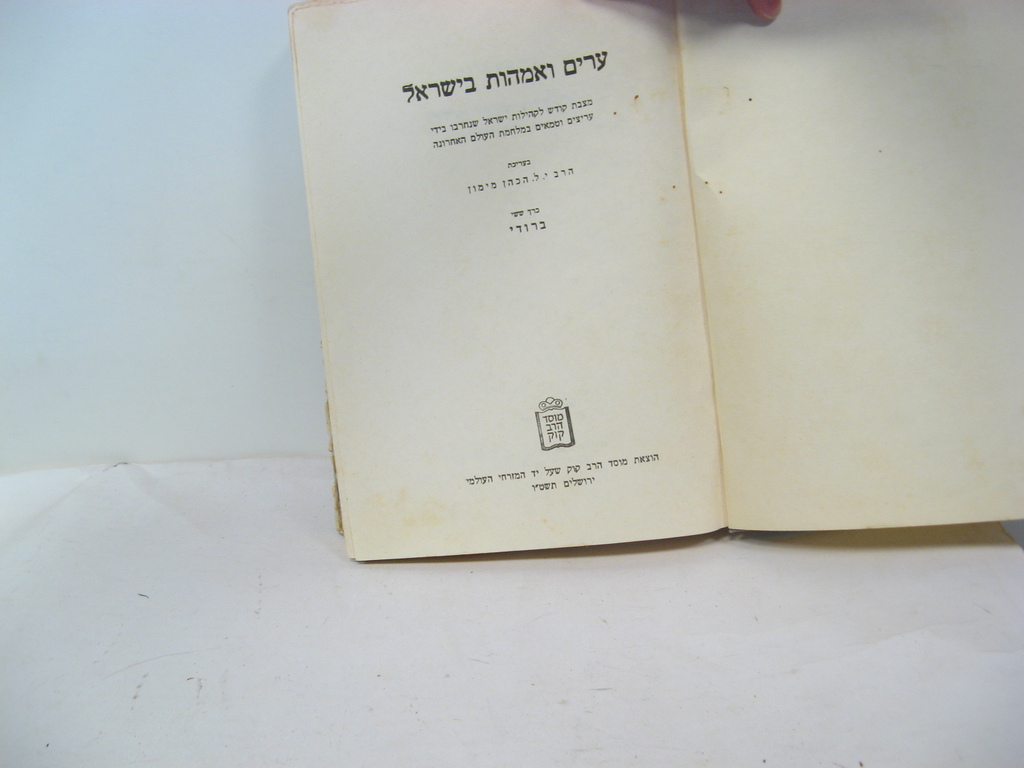 ערים ואמהות בישראל
מצבת קודש לקהילות ישראל שנחרבו בידי
עריצים וטמאים במלחמת העולם האחרונה
בעריכת
הרב י. ל. הכהן מימון
כרך ששי
ברודי
מוסד
הרב
קוק
הוצאת מוסד הרב קוק שעל יד המזרחי העולמי
ירושלים תשט״ו